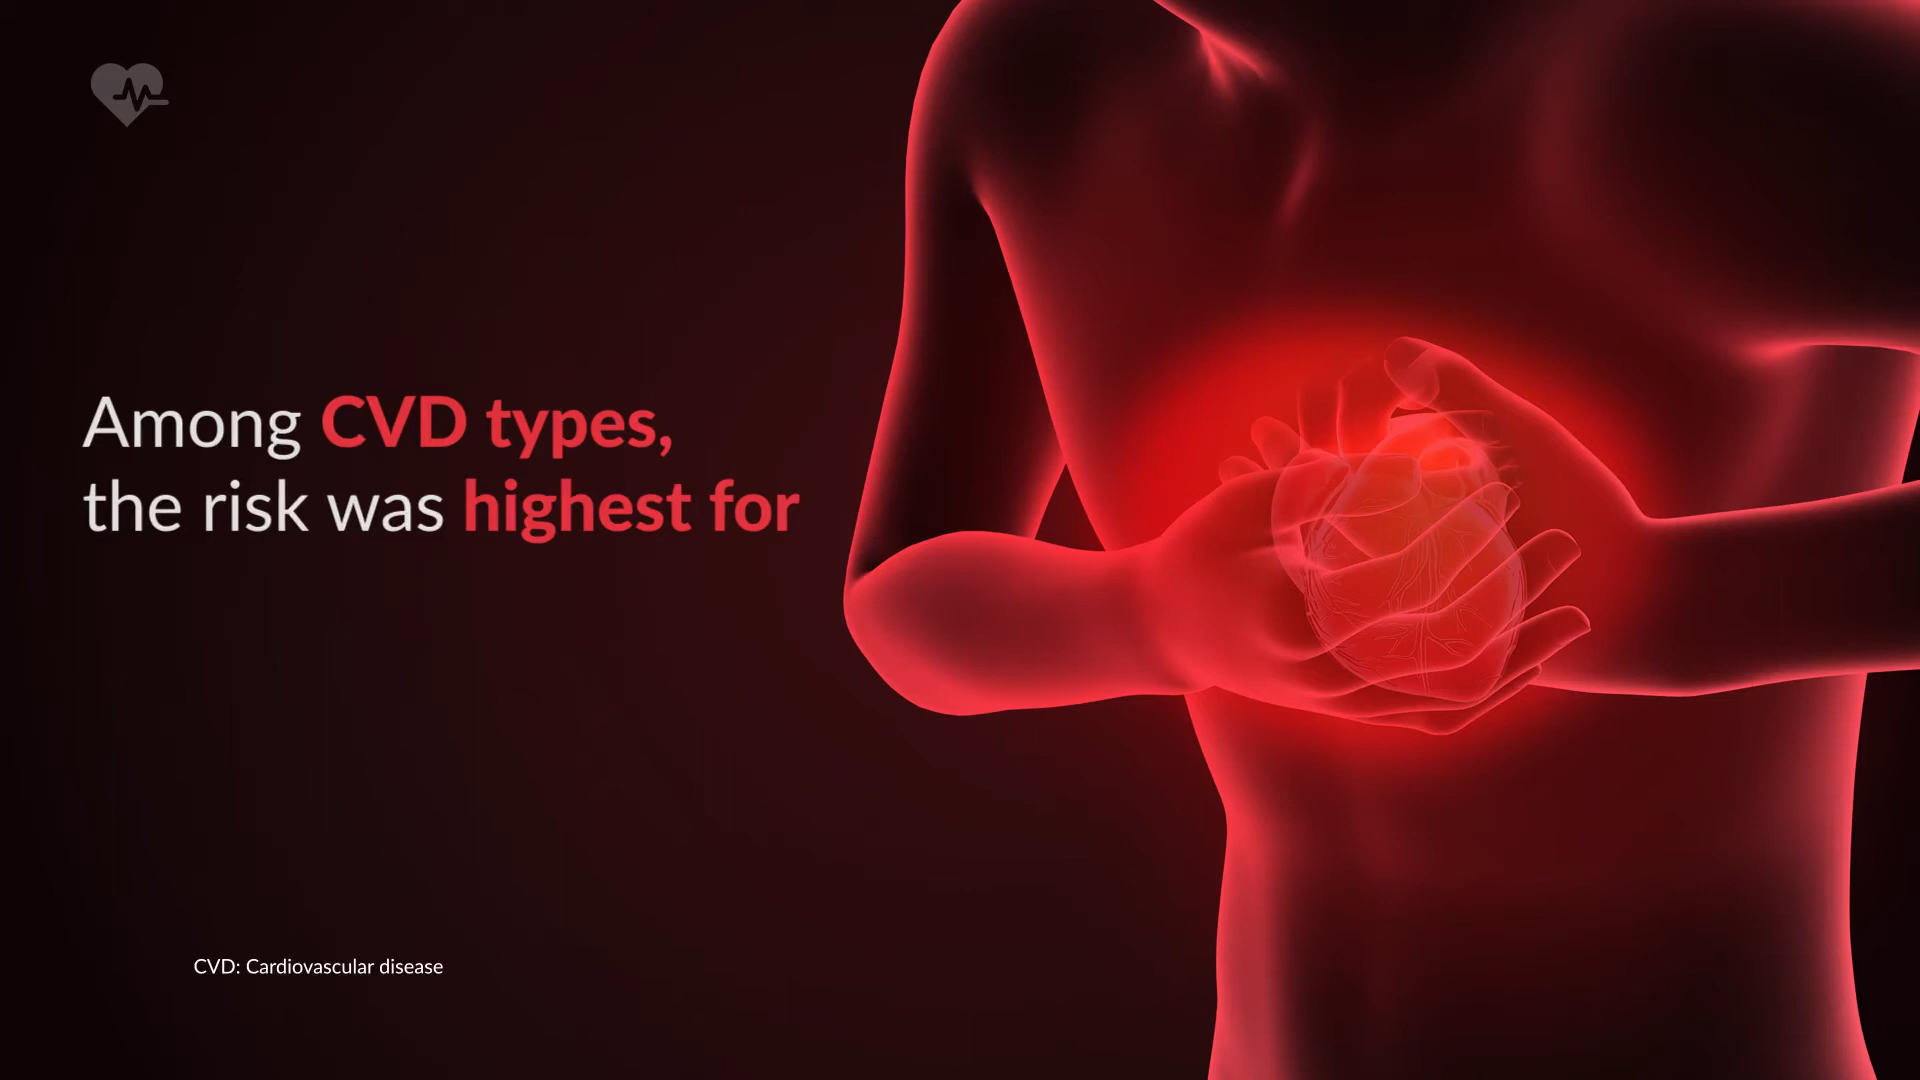 Among CVD types,
the risk was highest for
CVD: Cardiovascular disease